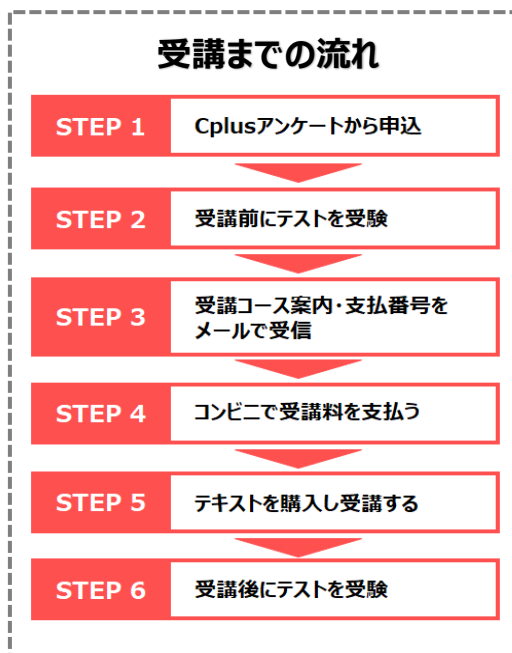 受講までの流れ
STEP 1
Cplusアンケートから申込
STEP 2
受講前にテストを受験
STEP 3
受講コース案内・支払番号を
メールで受信
STEP 4
コンビニで受講料を支払う
STEP 5
テキストを購入し受講する
STEP 6
受講後にテストを受験